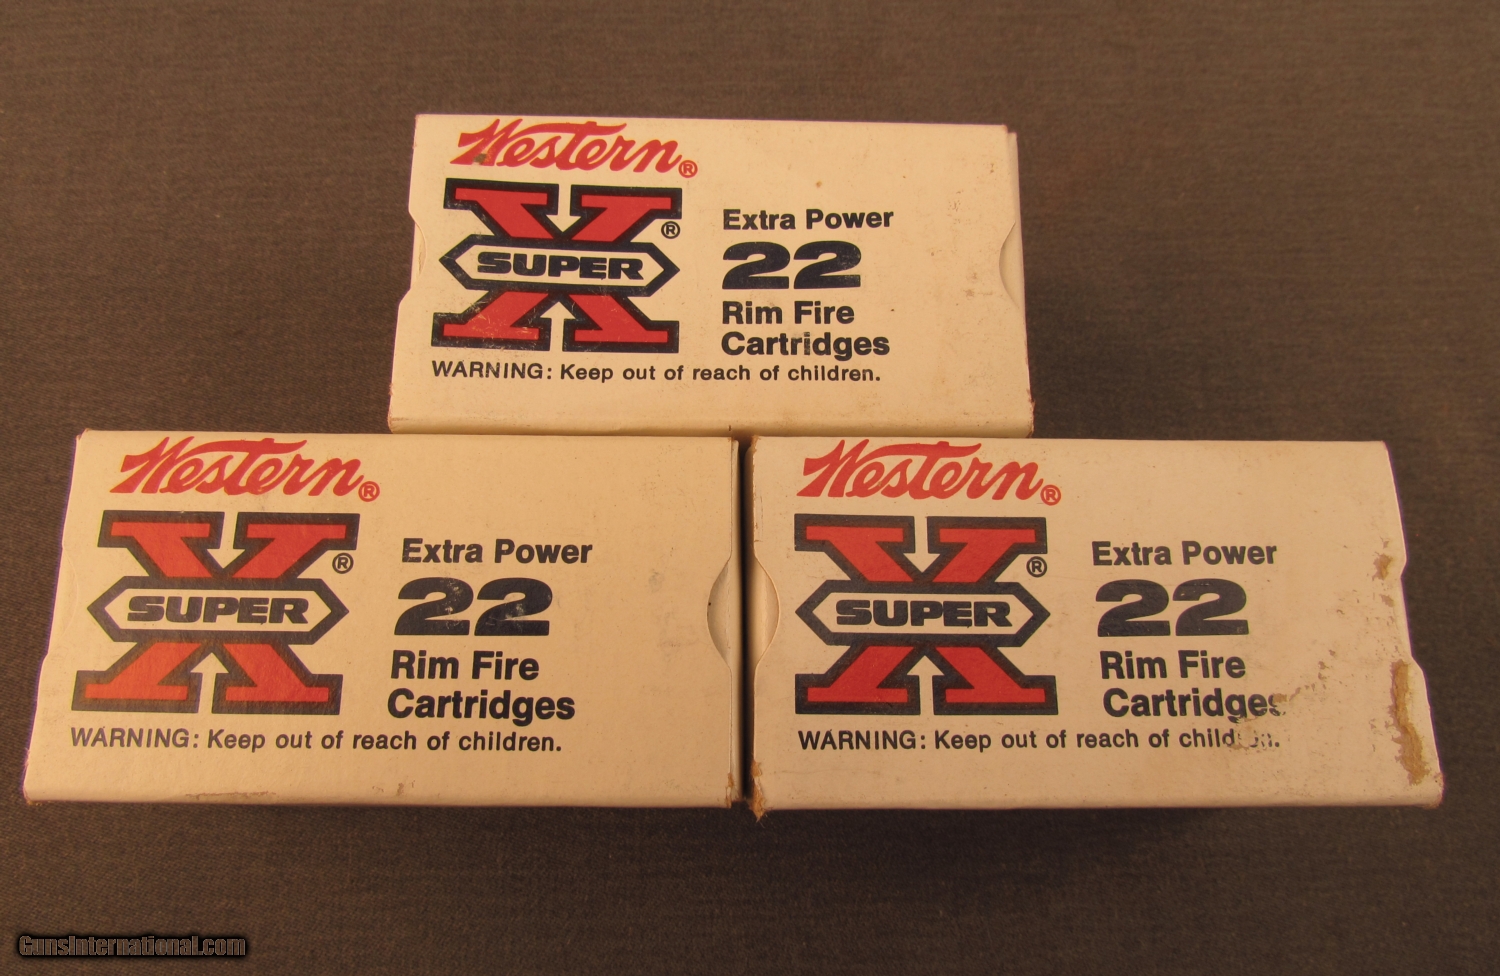 Western®
SUPER X®
Extra Power
22
Rim Fire
Cartridges
WARNING: Keep out of reach of children.
Western®
SUPER X®
Extra Power
22
Rim Fire
Cartridges
WARNING: Keep out of reach of children.
Western®
SUPER X®
Extra Power
22
Rim Fire
Cartridges
WARNING: Keep out of reach of children.
GunsInternational.com